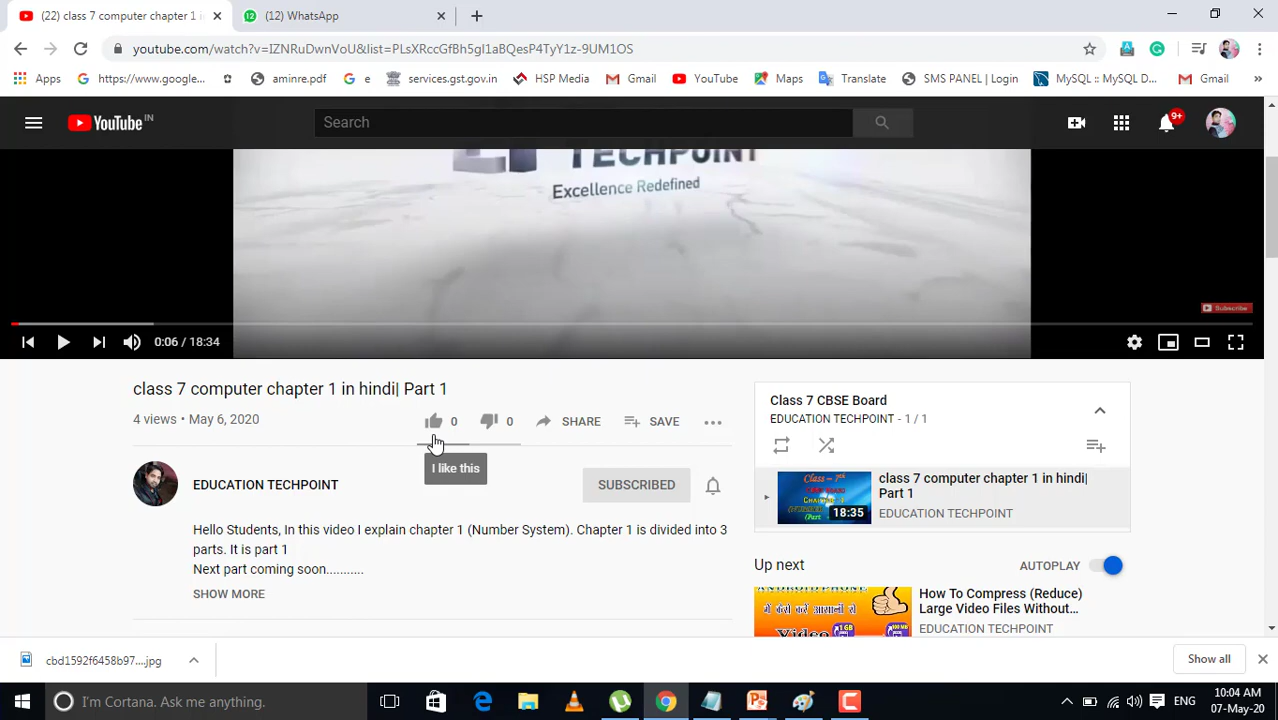 (22) class 7 computer chapter 1 i
(12) WhatsApp
youtube.com/watch?v=IZNRuDwnVoU&list=PLsXRccGfBh5gI1aBQesP4TyY1z-9UM1OS
Apps
https://www.google...
aminre.pdf
e
services.gst.gov.in
HSP Media
Gmail
YouTube
Maps
Translate
SMS PANEL | Login
MySQL :: MySQL D...
Gmail
»
YouTube IN
Search
9+
TECHPOINT
Excellence Redefined
Subscribe
0:06 / 18:34
class 7 computer chapter 1 in hindi| Part 1
4 views • May 6, 2020
0
0
SHARE
SAVE
I like this
EDUCATION TECHPOINT
SUBSCRIBED
Hello Students, In this video I explain chapter 1 (Number System). Chapter 1 is divided into 3
parts. It is part 1
Next part coming soon...........
SHOW MORE
Class 7 CBSE Board
EDUCATION TECHPOINT - 1 / 1
18:35
class 7 computer chapter 1 in hindi|
Part 1
EDUCATION TECHPOINT
Up next
AUTOPLAY
में कैसे करें आसानी से
Video
1 GB
How To Compress (Reduce)
Large Video Files Without...
EDUCATION TECHPOINT
cbd1592f6458b97....jpg
Show all
I'm Cortana. Ask me anything.
ENG
10:04 AM
07-May-20